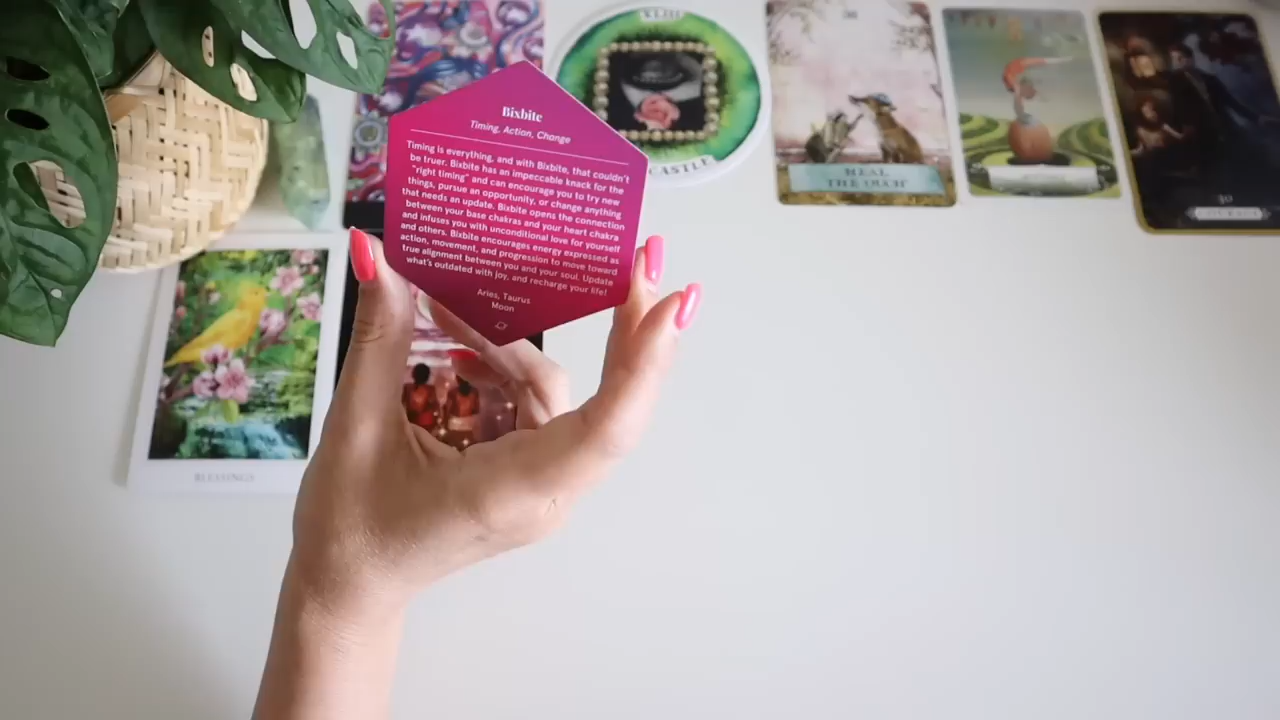 Bixbite
Timing, Action, Change
Timing is everything, and with Bixbite, that couldn't
be truer. Bixbite has an impeccable knack for the
"right timing" and can encourage you to try new
things, pursue an opportunity, or change anything
that needs an update. Bixbite opens the connection
between your base chakras and your heart chakra
and infuses you with unconditional love for yourself
and others. Bixbite encourages energy expressed as
action, movement, and progression to move toward
true alignment between you and your soul. Update
what's outdated with joy, and recharge your life!
Aries, Taurus
Moon
CASTLE
HEAL
THE OUCH
30
COURAGE
BLESSINGS